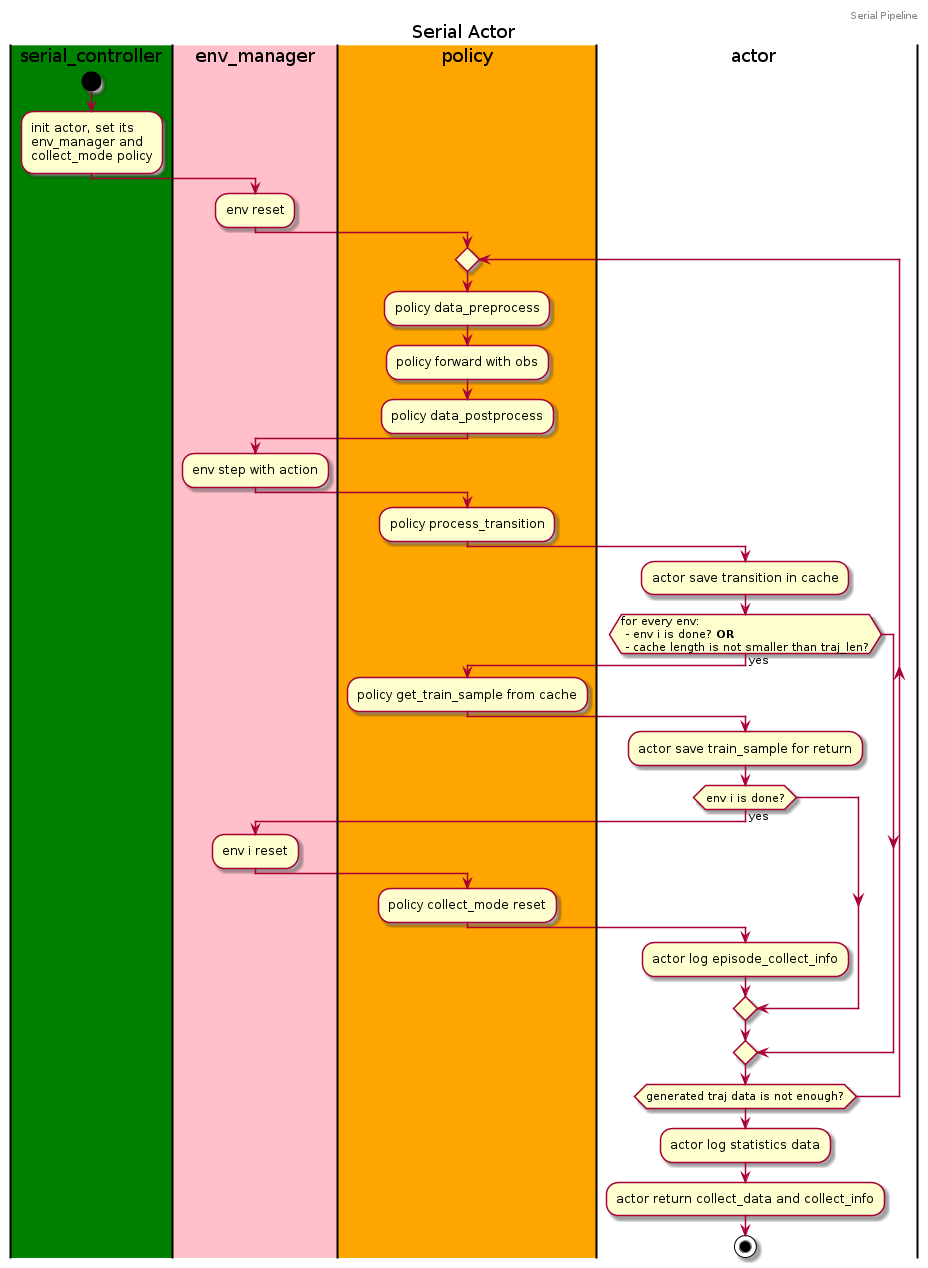 Serial Pipeline
Serial Actor
serial_controller
env_manager
policy
actor
init actor, set its
env_manager and
collect_mode policy
env reset
policy data_preprocess
policy forward with obs
policy data_postprocess
env step with action
policy process_transition
actor save transition in cache
for every env:
- env i is done? OR
- cache length is not smaller than traj_len?
yes
policy get_train_sample from cache
actor save train_sample for return
env i is done?
yes
env i reset
policy collect_mode reset
actor log episode_collect_info
generated traj data is not enough?
actor log statistics data
actor return collect_data and collect_info